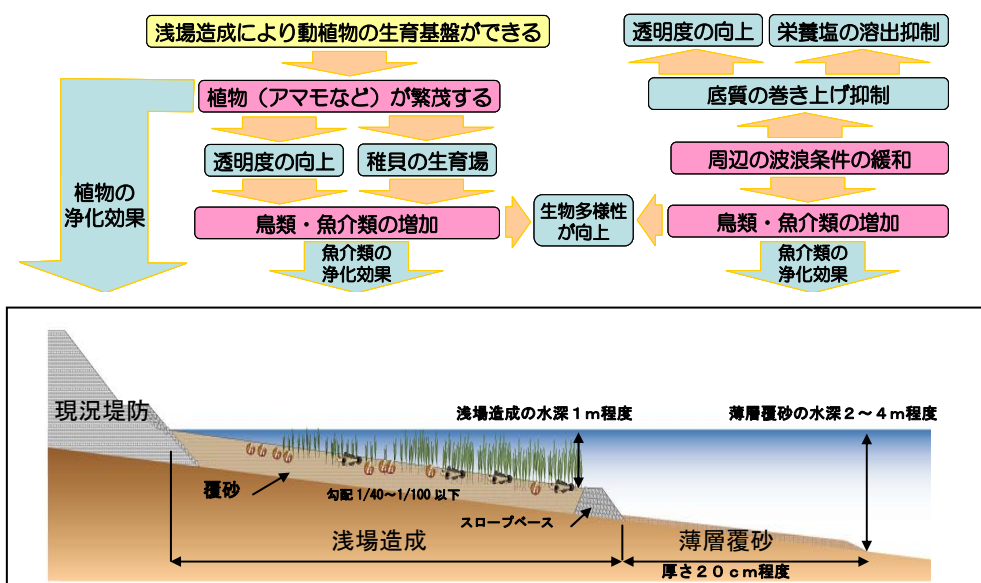 浅場造成により動植物の生育基盤ができる
植物（アマモなど）が繁茂する
透明度の向上
稚貝の生育場
鳥類・魚介類の増加
魚介類の
浄化効果
植物の
浄化効果
生物多様性
が向上
透明度の向上
栄養塩の溶出抑制
底質の巻き上げ抑制
周辺の波浪条件の緩和
鳥類・魚介類の増加
魚介類の
浄化効果
現況堤防
浅場造成の水深１ｍ程度
薄層覆砂の水深２～４ｍ程度
覆砂
勾配 1/40～1/100 以下
スロープベース
浅場造成
薄層覆砂
厚さ２０ｃｍ程度